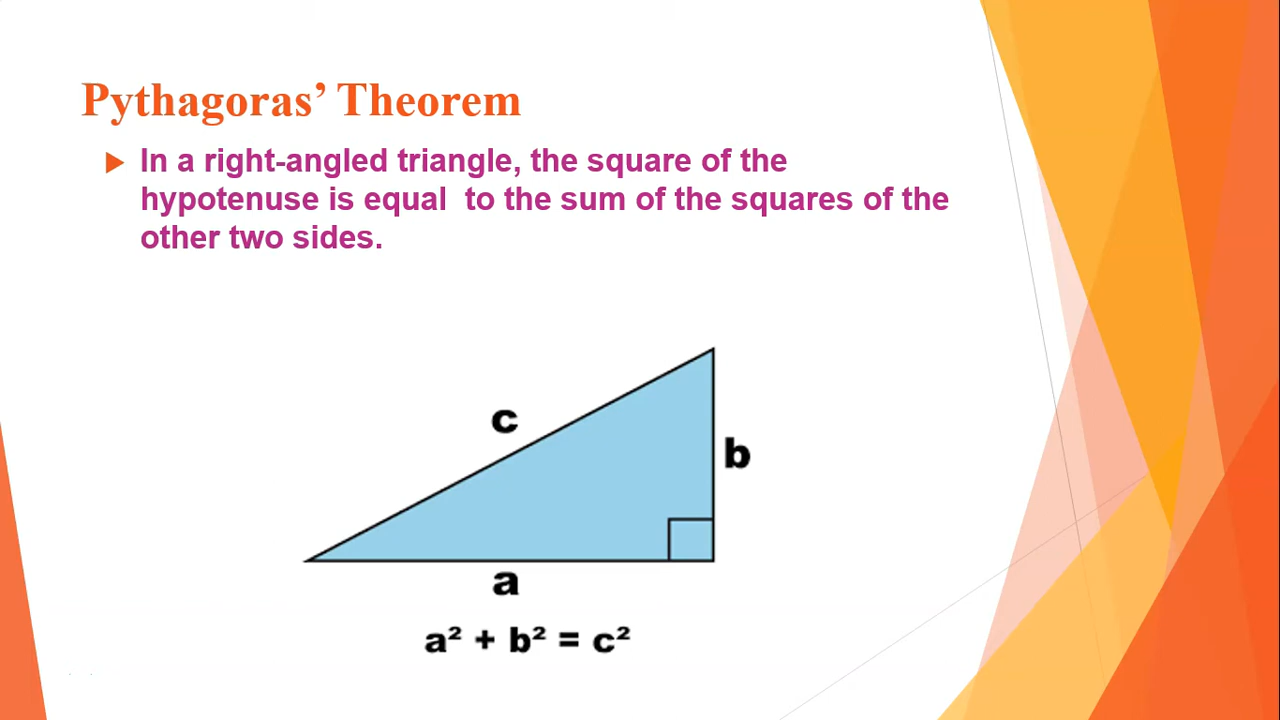 Pythagoras’ Theorem
In a right-angled triangle, the square of the
hypotenuse is equal  to the sum of the squares of the
other two sides.
c
b
a
a² + b² = c²